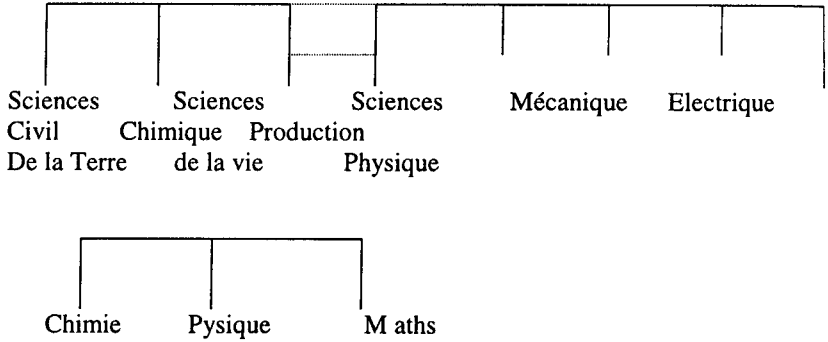 Sciences Sciences Sciences Mécanique Electrique
Civil Chimique Production
De la Terre de la vie Physique
Chimie Pysique M aths